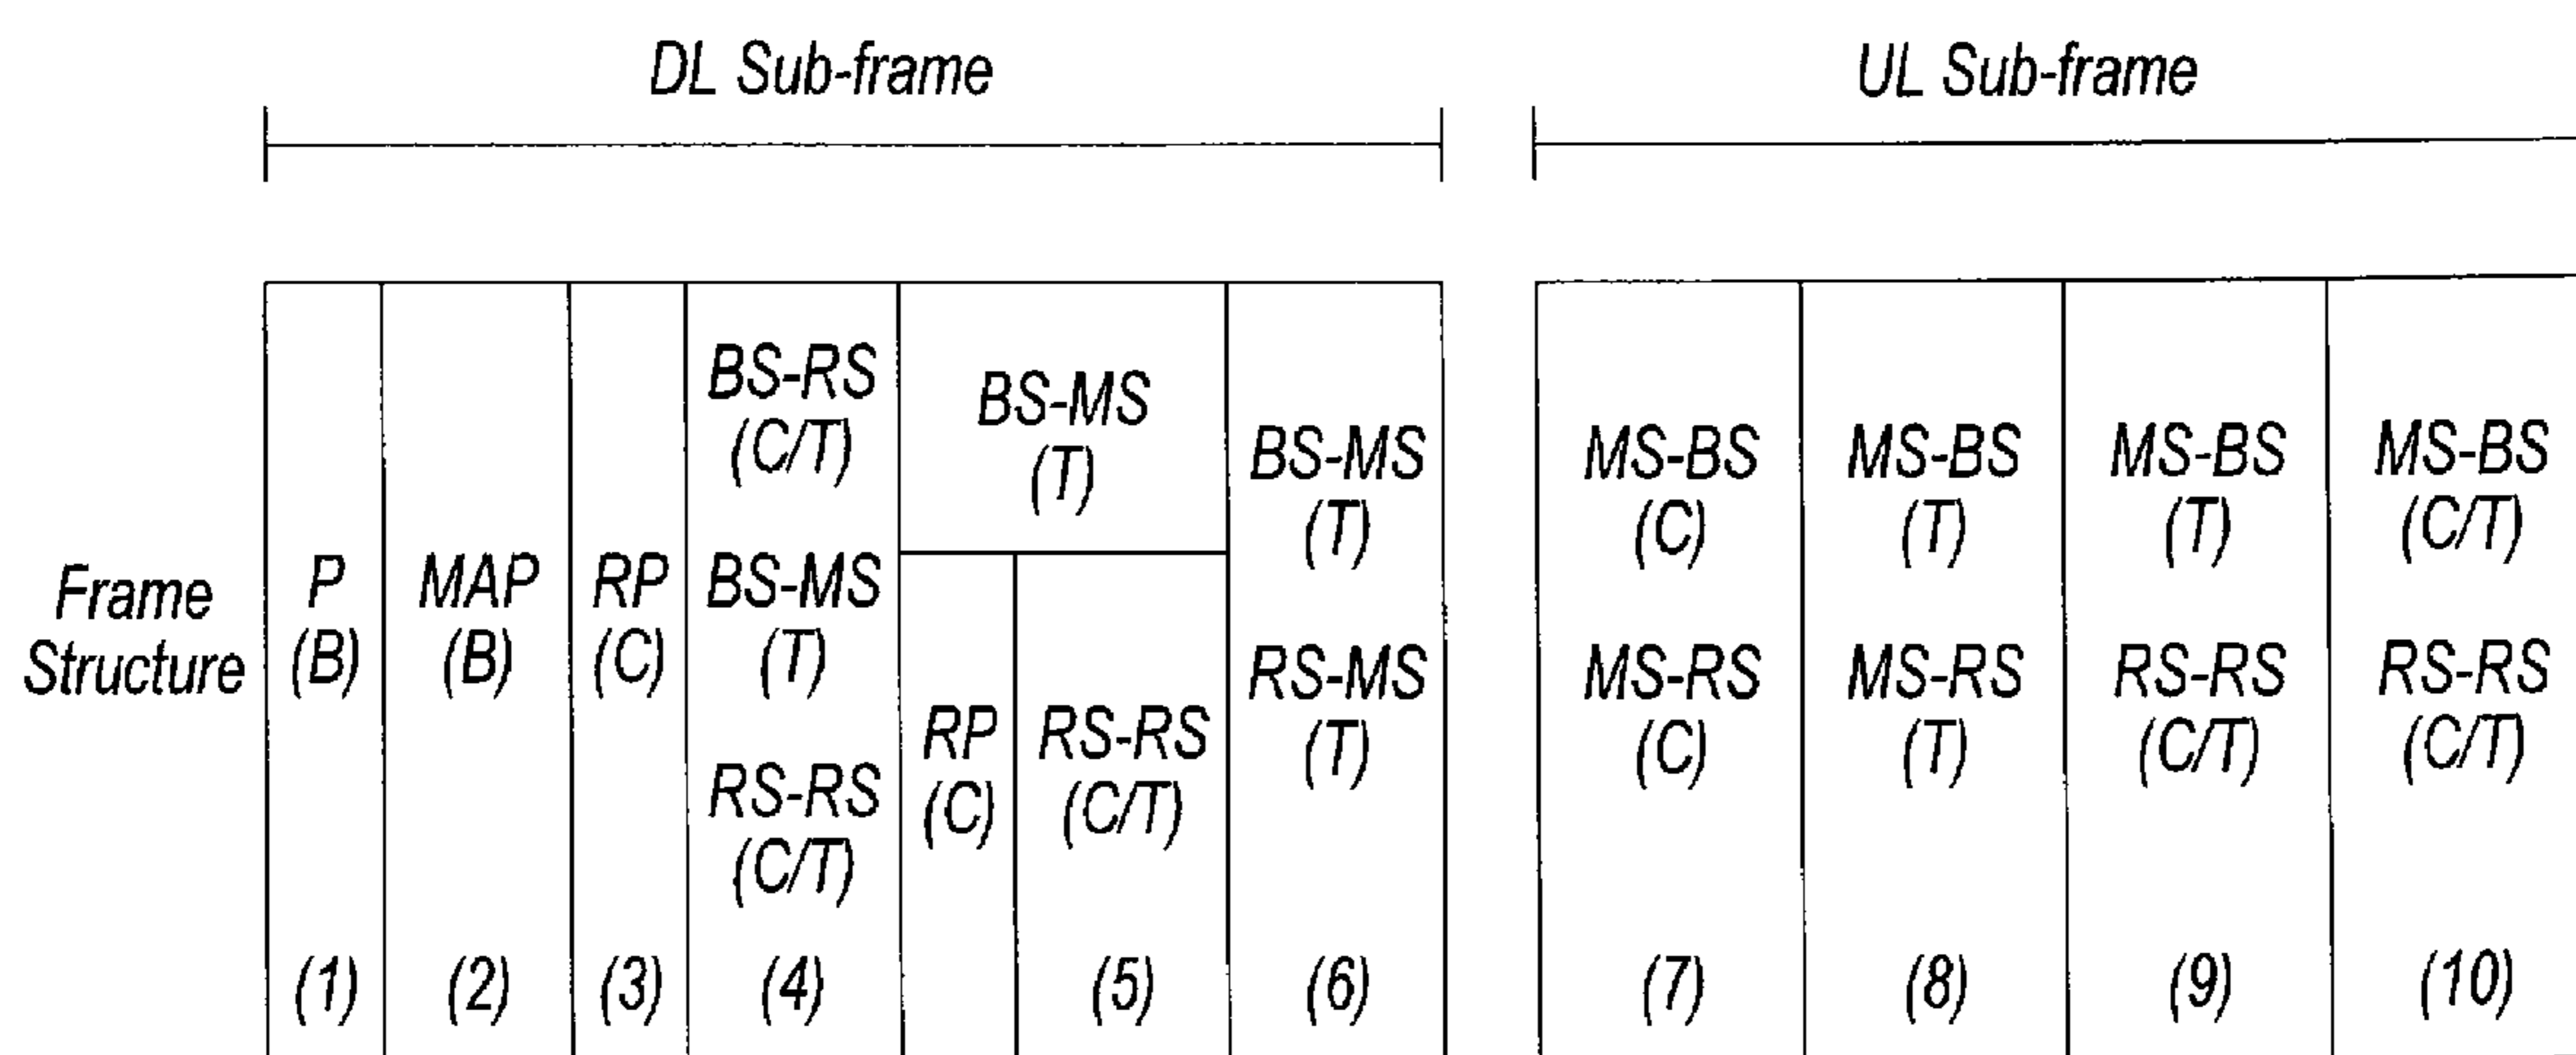 DL Sub-frame
UL Sub-frame
Frame
Structure
P
(B)
(1)
MAP
(B)
(2)
RP
(C)
(3)
BS-RS
(C/T)
BS-MS
(T)
RS-RS
(C/T)
(4)
BS-MS
(T)
RP
(C)
RS-RS
(C/T)
(5)
BS-MS
(T)
RS-MS
(T)
(6)
MS-BS
(C)
MS-RS
(C)
(7)
MS-BS
(T)
MS-RS
(T)
(8)
MS-BS
(T)
RS-RS
(C/T)
(9)
MS-BS
(C/T)
RS-RS
(C/T)
(10)